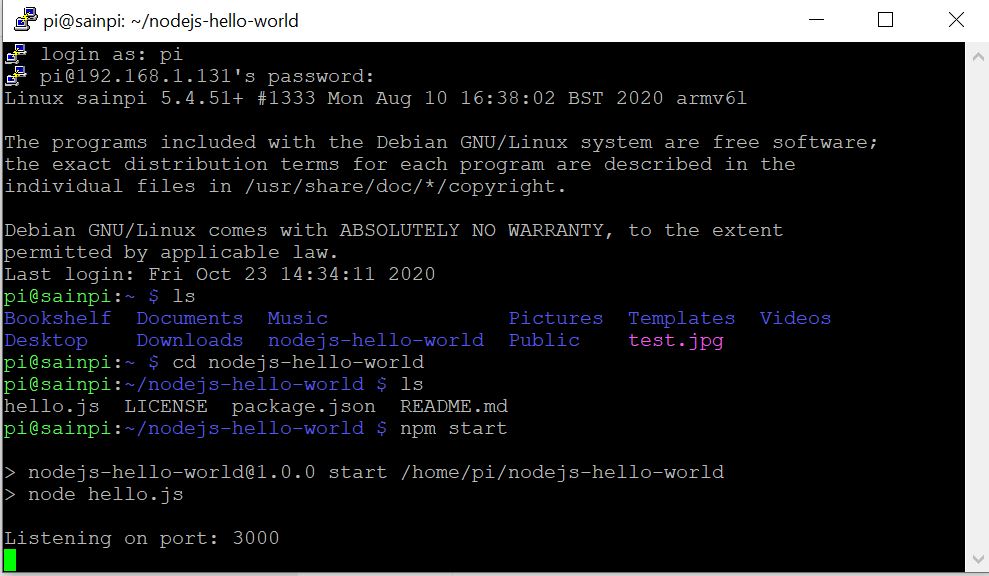 pi@sainpi: ~/nodejs-hello-world
login as: pi
pi@192.168.1.131's password:
Linux sainpi 5.4.51+ #1333 Mon Aug 10 16:38:02 BST 2020 armv6l
The programs included with the Debian GNU/Linux system are free software;
the exact distribution terms for each program are described in the
individual files in /usr/share/doc/*/copyright.
Debian GNU/Linux comes with ABSOLUTELY NO WARRANTY, to the extent
permitted by applicable law.
Last login: Fri Oct 23 14:34:11 2020
pi@sainpi:~ $ ls
Bookshelf  Documents  Music               Pictures  Templates  Videos
Desktop    Downloads  nodejs-hello-world  Public    test.jpg
pi@sainpi:~ $ cd nodejs-hello-world
pi@sainpi:~/nodejs-hello-world $ ls
hello.js  LICENSE  package.json  README.md
pi@sainpi:~/nodejs-hello-world $ npm start
> nodejs-hello-world@1.0.0 start /home/pi/nodejs-hello-world
> node hello.js
Listening on port: 3000